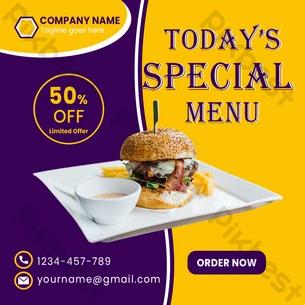 COMPANY NAME
Tagline goes here
TODAY'S
SPECIAL
MENU
50%
OFF
Limited Offer
1234-457-789
yourname@gmail.com
ORDER NOW
Pikbest